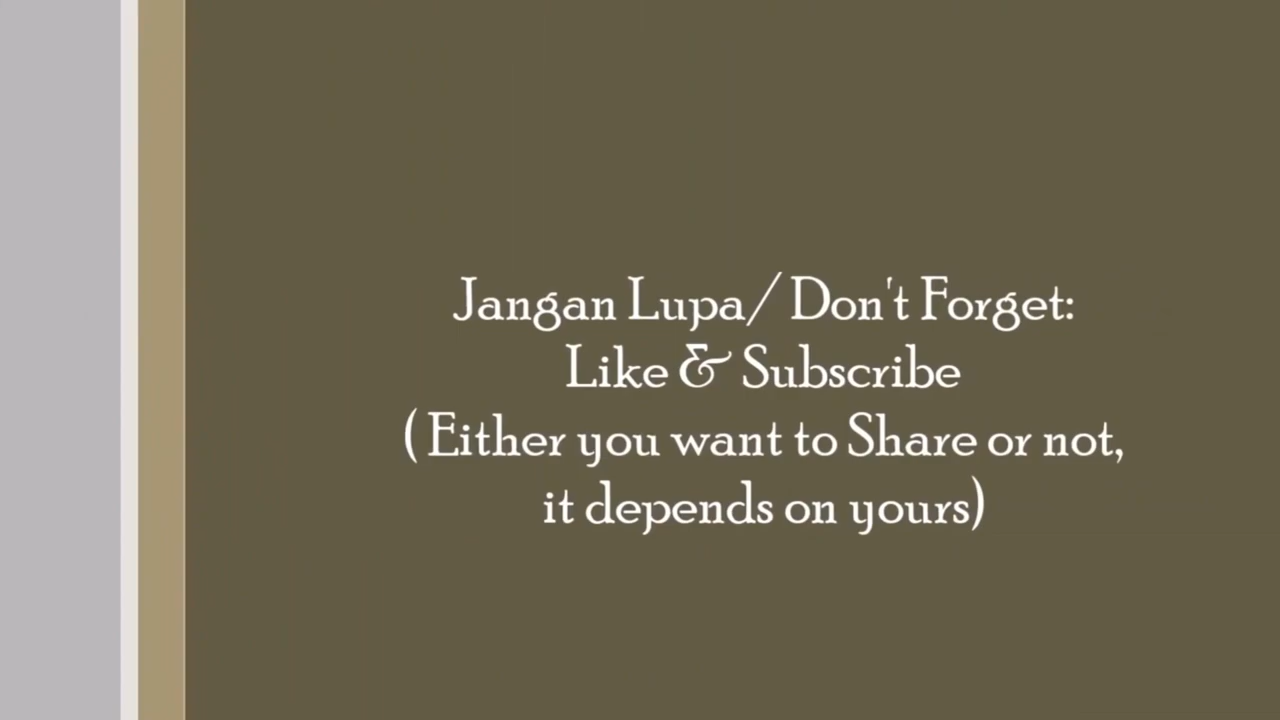 Jangan Lupa/ Don't Forget:
Like & Subscribe
( Either you want to Share or not,
it depends on yours)